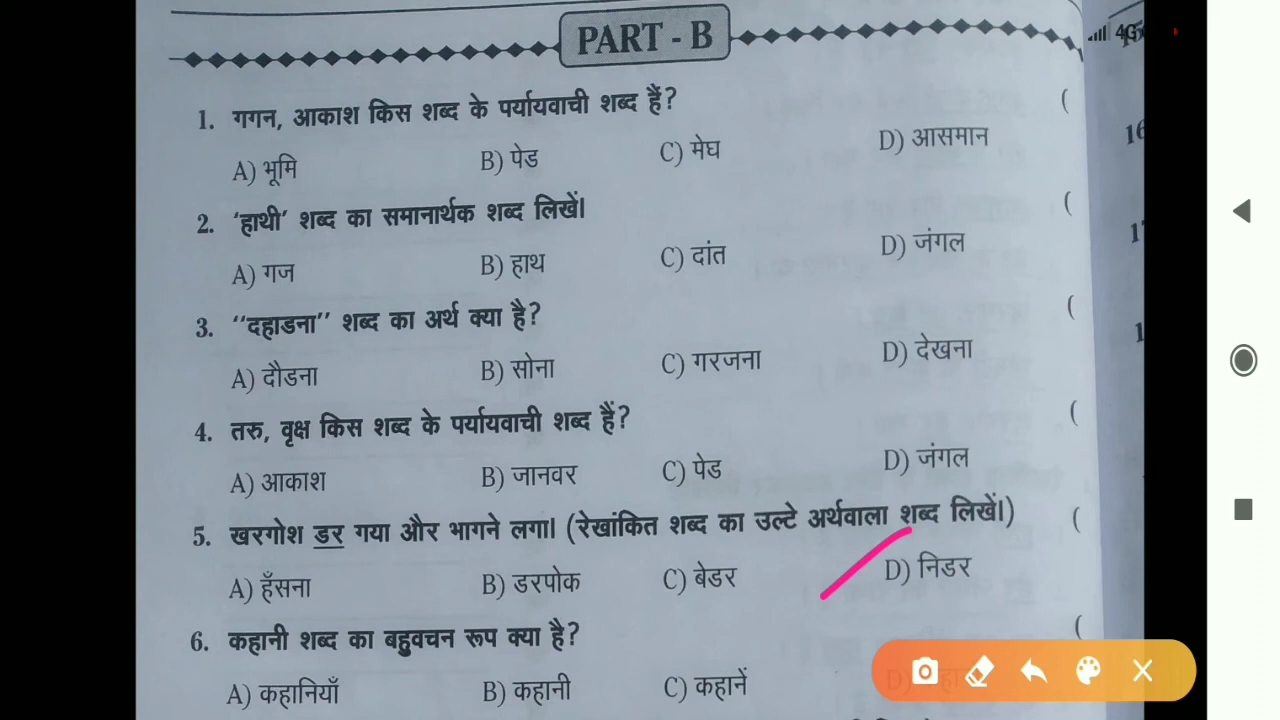 PART - B
4G
1. गगन, आकाश किस शब्द के पर्यायवाची शब्द हैं? (
A) भूमि B) पेड C) मेघ D) आसमान
16
2. 'हाथी' शब्द का समानार्थक शब्द लिखें। (
A) गज B) हाथ C) दांत D) जंगल
3. "दहाडना" शब्द का अर्थ क्या है? (
A) दौडना B) सोना C) गरजना D) देखना
4. तरु, वृक्ष किस शब्द के पर्यायवाची शब्द हैं? (
A) आकाश B) जानवर C) पेड D) जंगल
5. खरगोश डर गया और भागने लगा। (रेखांकित शब्द का उल्टे अर्थवाला शब्द लिखें।) (
A) हँसना B) डरपोक C) बेडर D) निडर
6. कहानी शब्द का बहुवचन रूप क्या है? (
A) कहानियाँ B) कहानी C) कहानें